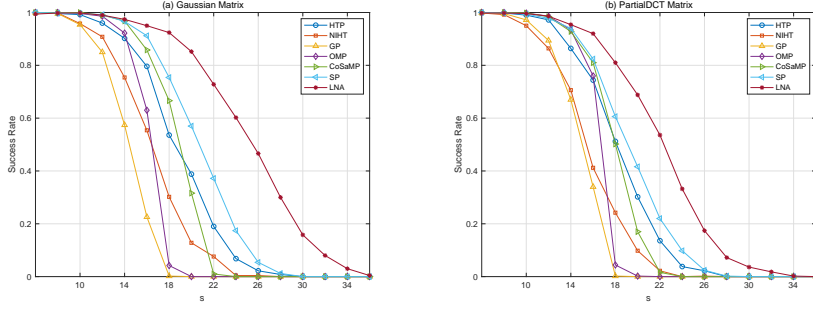 (a) Gaussian Matrix
Success Rate
1
0.8
0.6
0.4
0.2
0
10
14
18
22
26
30
34
s
HTP
NIHT
GP
OMP
CoSaMP
SP
LNA
(b) PartialDCT Matrix
Success Rate
1
0.8
0.6
0.4
0.2
0
10
14
18
22
26
30
34
s
HTP
NIHT
GP
OMP
CoSaMP
SP
LNA